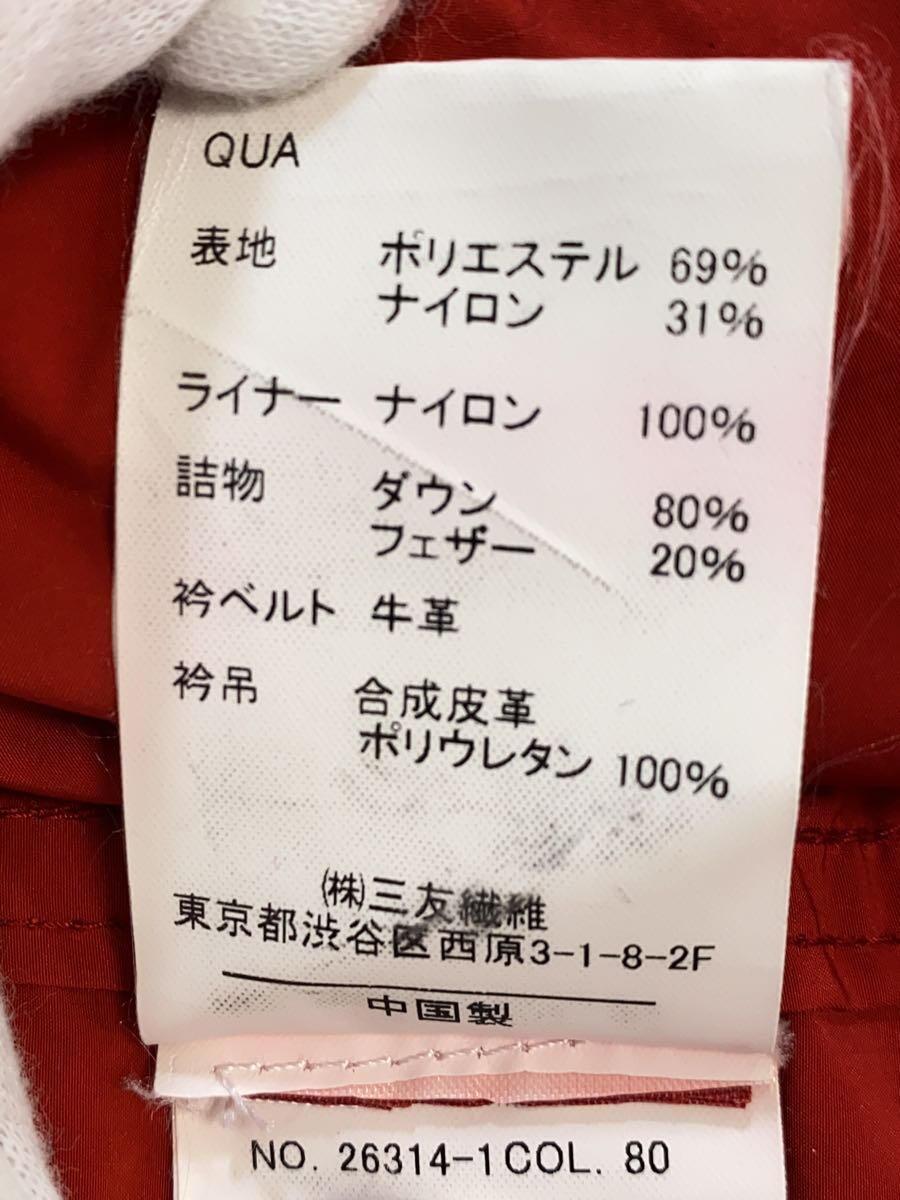 QUA
表地 ポリエステル 69%
ナイロン 31%
ライナー ナイロン 100%
詰物 ダウン 80%
フェザー 20%
衿ベルト 牛革
衿吊 合成皮革
ポリウレタン 100%
(株)三友繊維
東京都渋谷区西原3-1-8-2F
中国製
NO. 26314-1COL. 80